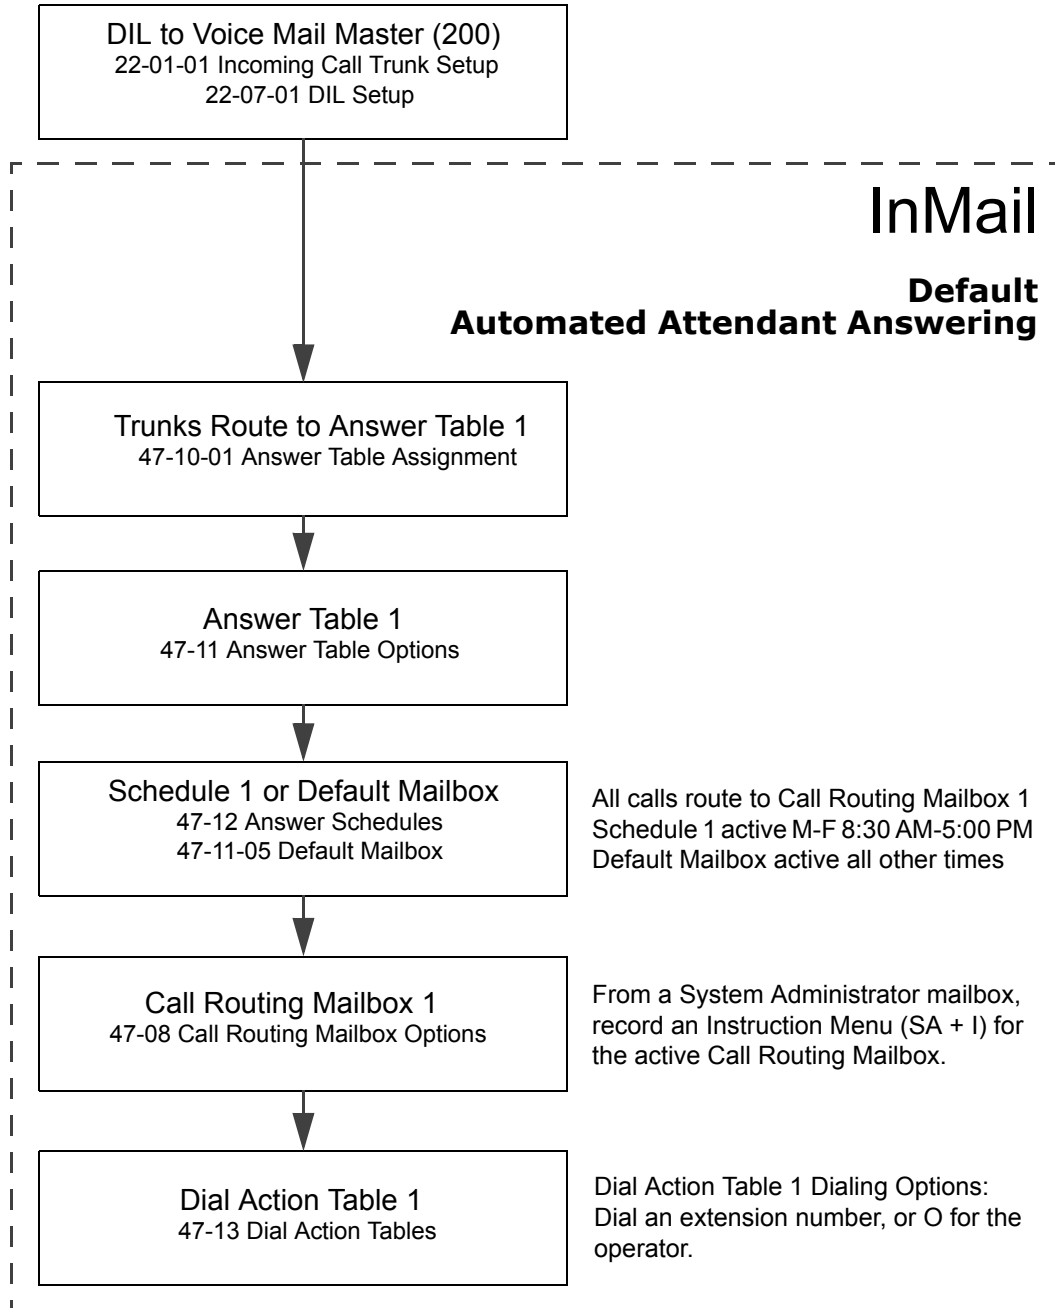 DIL to Voice Mail Master (200)
22-01-01 Incoming Call Trunk Setup
22-07-01 DIL Setup
InMail
Default
Automated Attendant Answering
Trunks Route to Answer Table 1
47-10-01 Answer Table Assignment
Answer Table 1
47-11 Answer Table Options
Schedule 1 or Default Mailbox
47-12 Answer Schedules
47-11-05 Default Mailbox
All calls route to Call Routing Mailbox 1
Schedule 1 active M-F 8:30 AM-5:00 PM
Default Mailbox active all other times
Call Routing Mailbox 1
47-08 Call Routing Mailbox Options
From a System Administrator mailbox,
record an Instruction Menu (SA + I) for
the active Call Routing Mailbox.
Dial Action Table 1
47-13 Dial Action Tables
Dial Action Table 1 Dialing Options:
Dial an extension number, or O for the
operator.